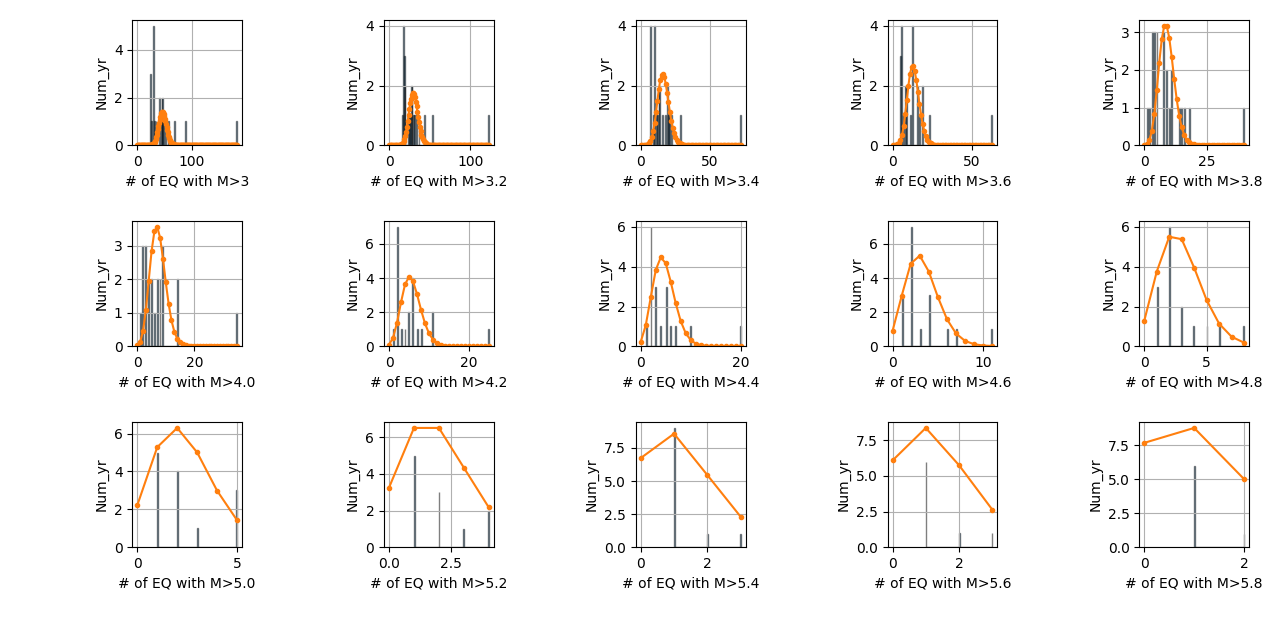 Num_yr
4
2
0
0
100
# of EQ with M>3
Num_yr
4
2
0
0
100
# of EQ with M>3.2
Num_yr
4
2
0
0
50
# of EQ with M>3.4
Num_yr
4
2
0
0
50
# of EQ with M>3.6
Num_yr
3
2
1
0
0
25
# of EQ with M>3.8
Num_yr
3
2
1
0
0
20
# of EQ with M>4.0
Num_yr
6
4
2
0
0
20
# of EQ with M>4.2
Num_yr
6
4
2
0
0
20
# of EQ with M>4.4
Num_yr
6
4
2
0
0
10
# of EQ with M>4.6
Num_yr
6
4
2
0
0
5
# of EQ with M>4.8
Num_yr
6
4
2
0
0
5
# of EQ with M>5.0
Num_yr
6
4
2
0
0.0
2.5
# of EQ with M>5.2
Num_yr
7.5
5.0
2.5
0.0
0
2
# of EQ with M>5.4
Num_yr
7.5
5.0
2.5
0.0
0
2
# of EQ with M>5.6
Num_yr
7.5
5.0
2.5
0.0
0
2
# of EQ with M>5.8